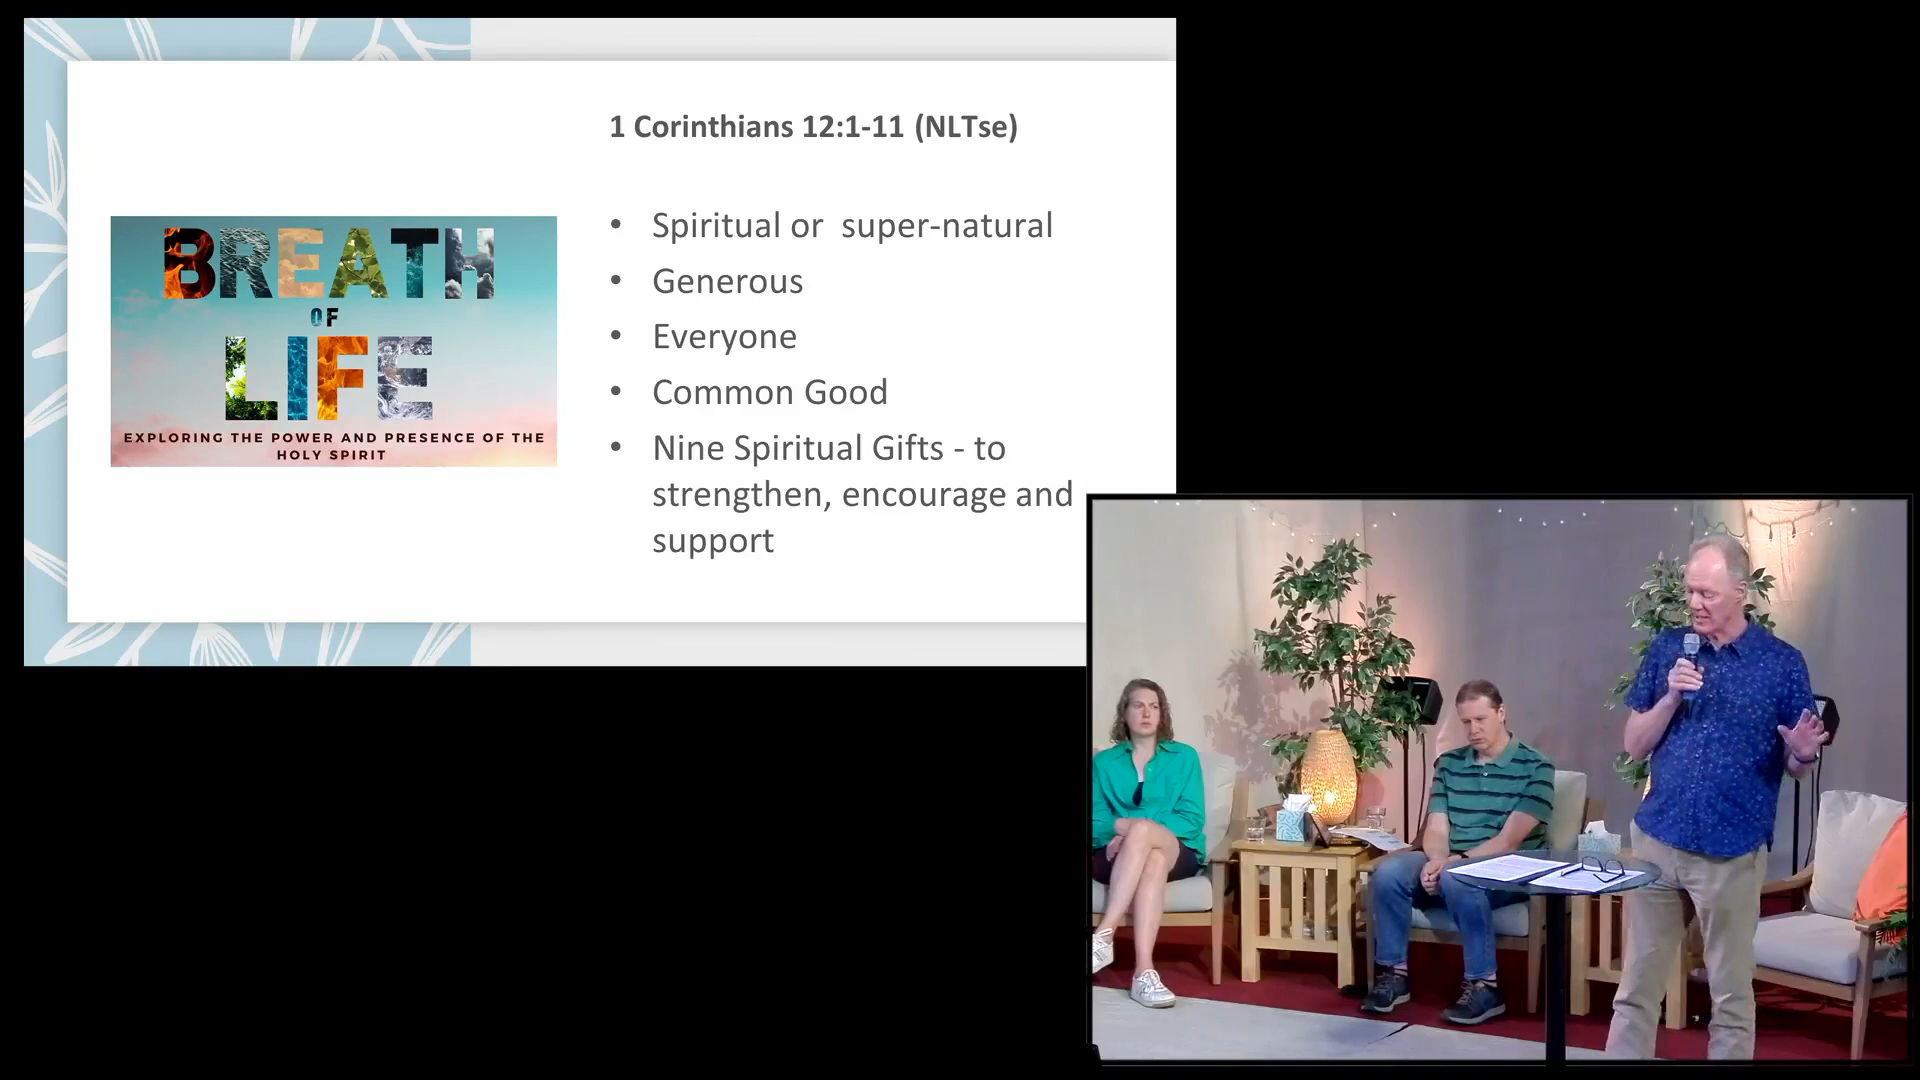 1 Corinthians 12:1-11 (NLTse)
BREATH
OF
LIFE
EXPLORING THE POWER AND PRESENCE OF THE
HOLY SPIRIT
• Spiritual or  super-natural
• Generous
• Everyone
• Common Good
• Nine Spiritual Gifts - to
strengthen, encourage and
support